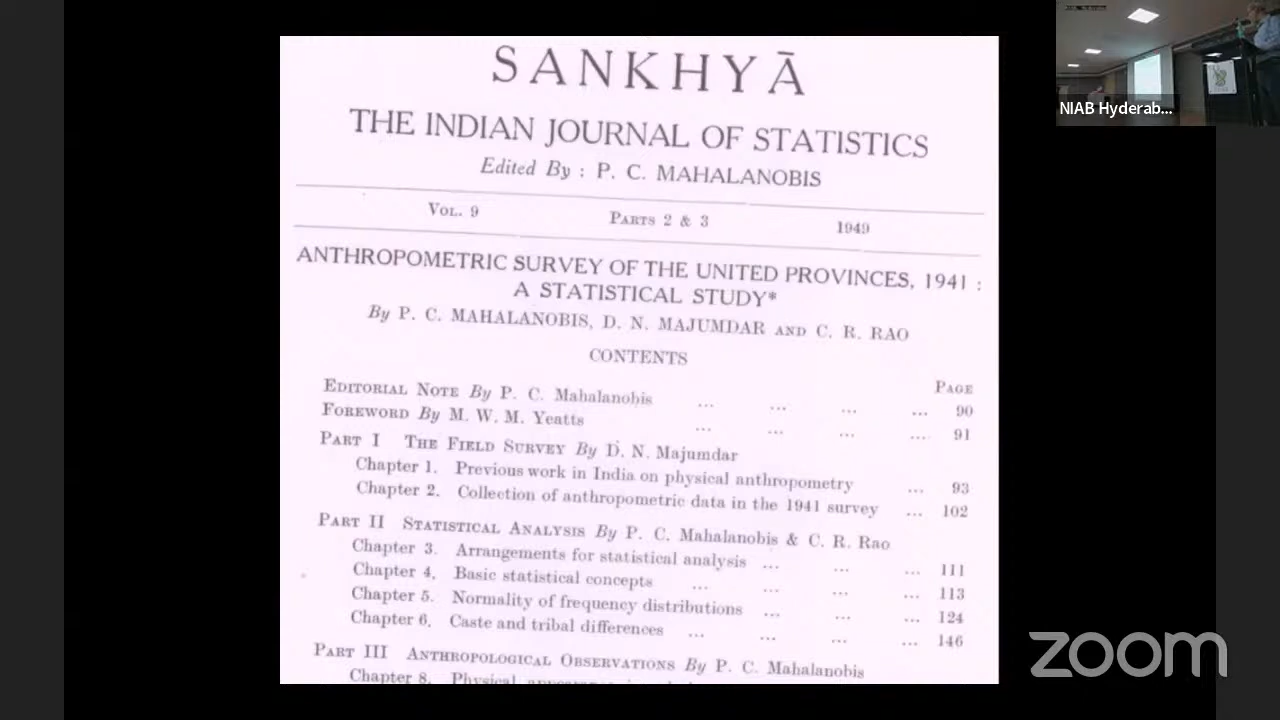 SANKHYĀ
THE INDIAN JOURNAL OF STATISTICS
Edited By : P. C. MAHALANOBIS
VOL. 9 PARTS 2 & 3 1949
ANTHROPOMETRIC SURVEY OF THE UNITED PROVINCES, 1941 :
A STATISTICAL STUDY*
By P. C. MAHALANOBIS, D. N. MAJUMDAR AND C. R. RAO
CONTENTS
PAGE
EDITORIAL NOTE By P. C. Mahalanobis ... ... ... ... 90
FOREWORD By M. W. M. Yeatts ... ... ... ... 91
PART I THE FIELD SURVEY By D. N. Majumdar
Chapter 1. Previous work in India on physical anthropometry ... 93
Chapter 2. Collection of anthropometric data in the 1941 survey ... 102
PART II STATISTICAL ANALYSIS By P. C. Mahalanobis & C. R. Rao
Chapter 3. Arrangements for statistical analysis ... ... ... 111
Chapter 4. Basic statistical concepts ... ... ... ... 113
Chapter 5. Normality of frequency distributions ... ... ... 124
Chapter 6. Caste and tribal differences ... ... ... ... 146
PART III ANTHROPOLOGICAL OBSERVATIONS By P. C. Mahalanobis
Chapter 8. Physical
NIAB Hyderab...
zoom